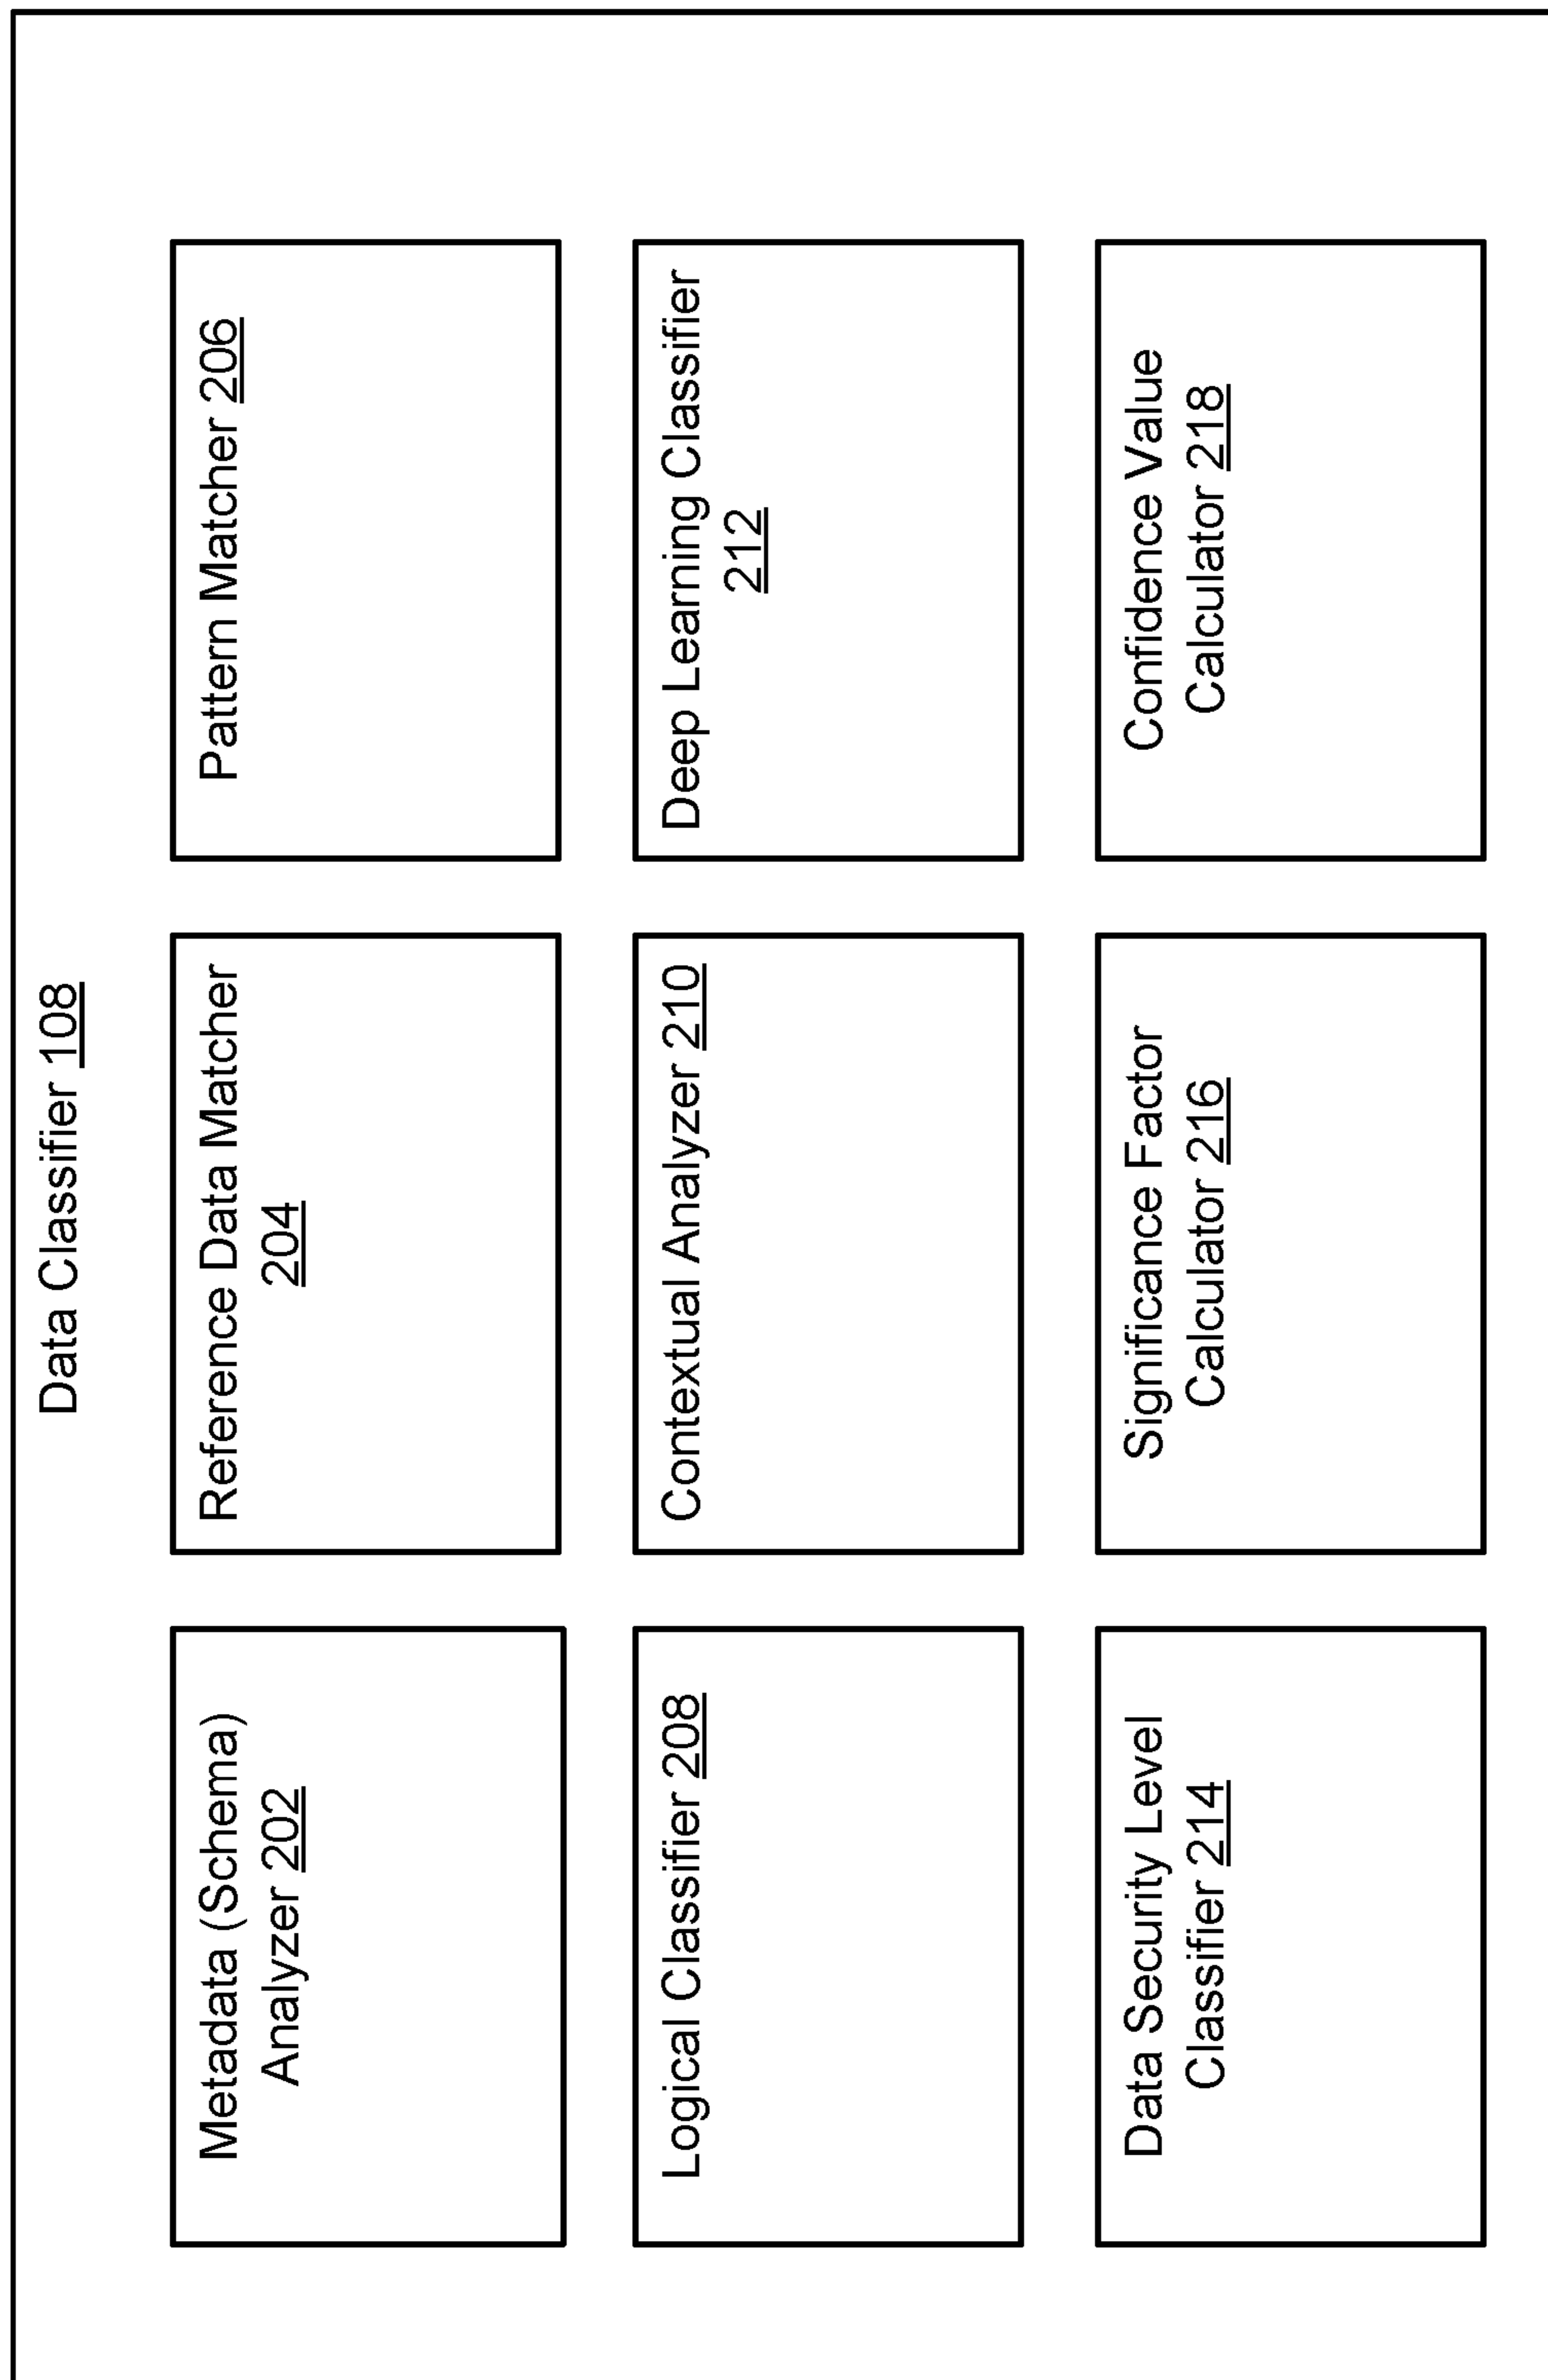 Data Classifier 108
Metadata (Schema)
Analyzer 202
Reference Data Matcher
204
Pattern Matcher 206
Logical Classifier 208
Contextual Analyzer 210
Deep Learning Classifier
212
Data Security Level
Classifier 214
Significance Factor
Calculator 216
Confidence Value
Calculator 218